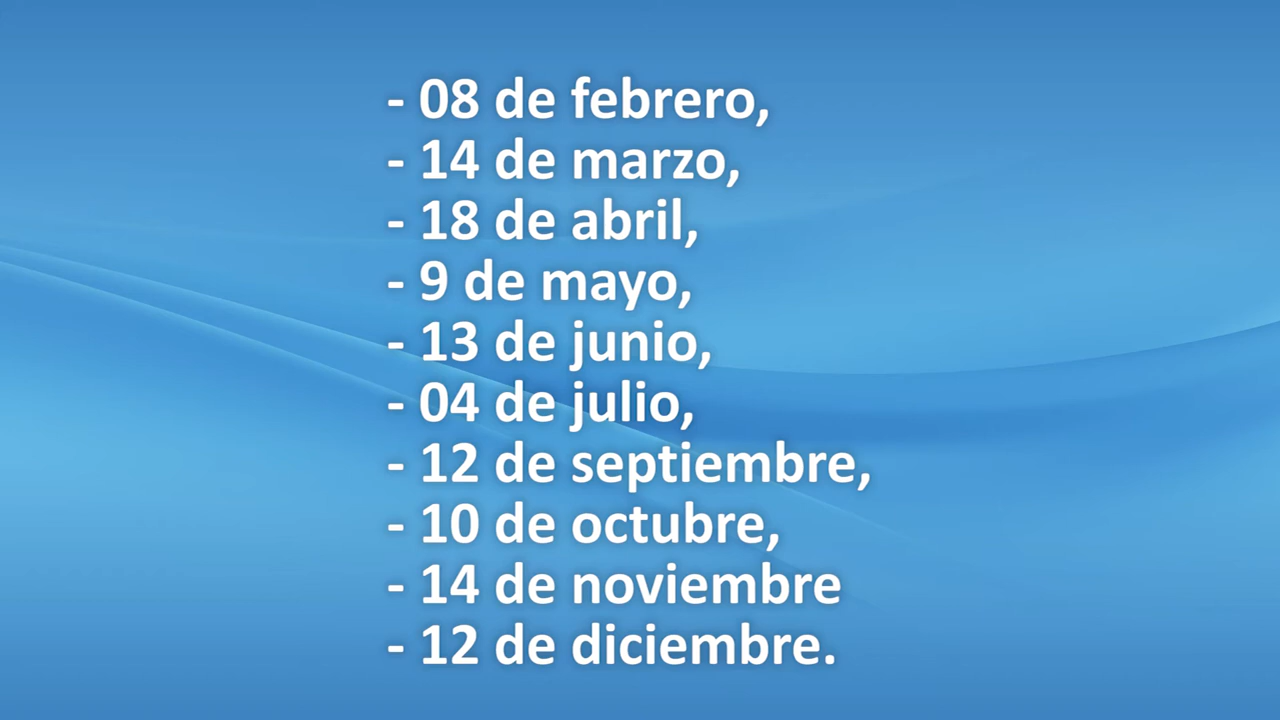 - 08 de febrero,
- 14 de marzo,
- 18 de abril,
- 9 de mayo,
- 13 de junio,
- 04 de julio,
- 12 de septiembre,
- 10 de octubre,
- 14 de noviembre
- 12 de diciembre.